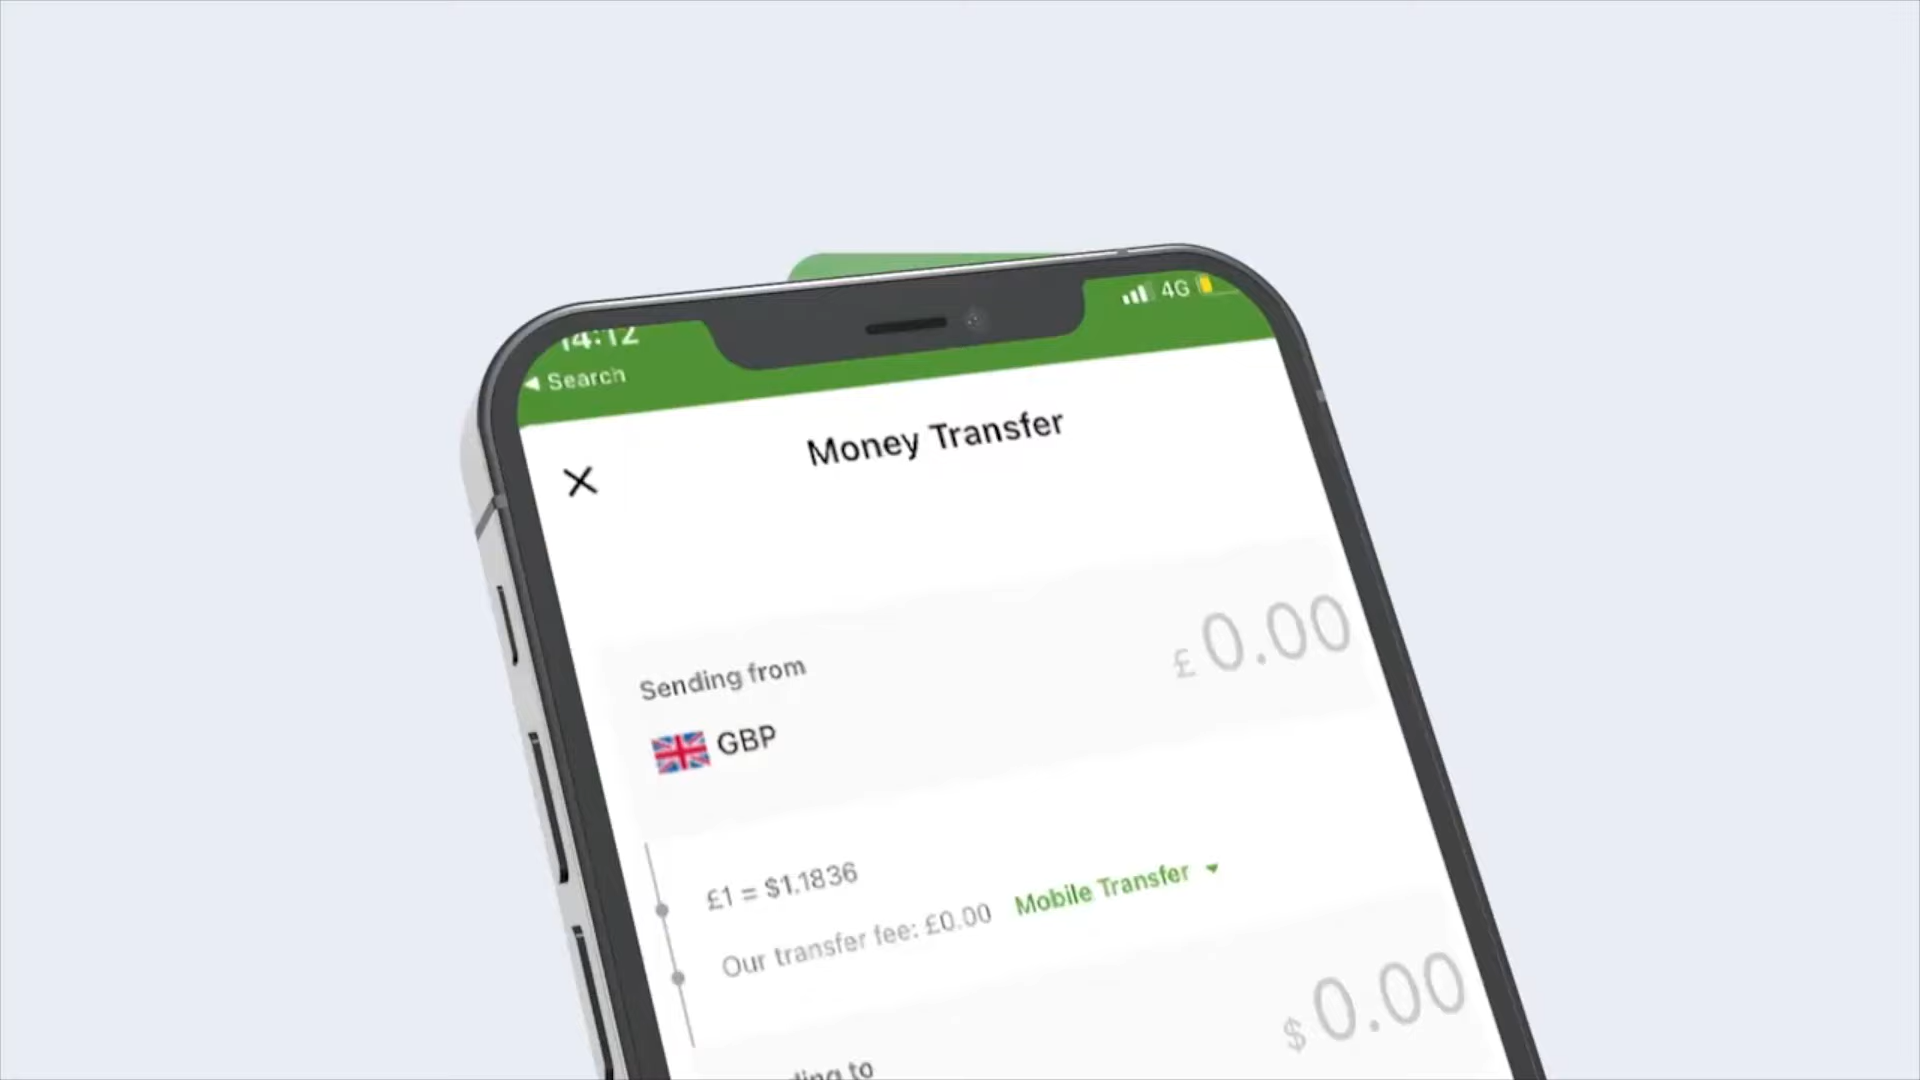 14:12
4G
◀ Search
Money Transfer
Sending from
£0.00
GBP
£1 = $1.1836
Our transfer fee: £0.00 Mobile Transfer
$0.00
to